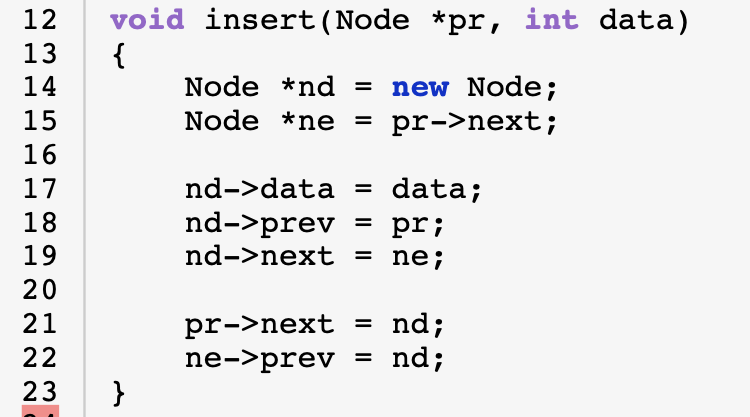 12 void insert(Node *pr, int data)
13 {
14     Node *nd = new Node;
15     Node *ne = pr->next;
16
17     nd->data = data;
18     nd->prev = pr;
19     nd->next = ne;
20
21     pr->next = nd;
22     ne->prev = nd;
23 }